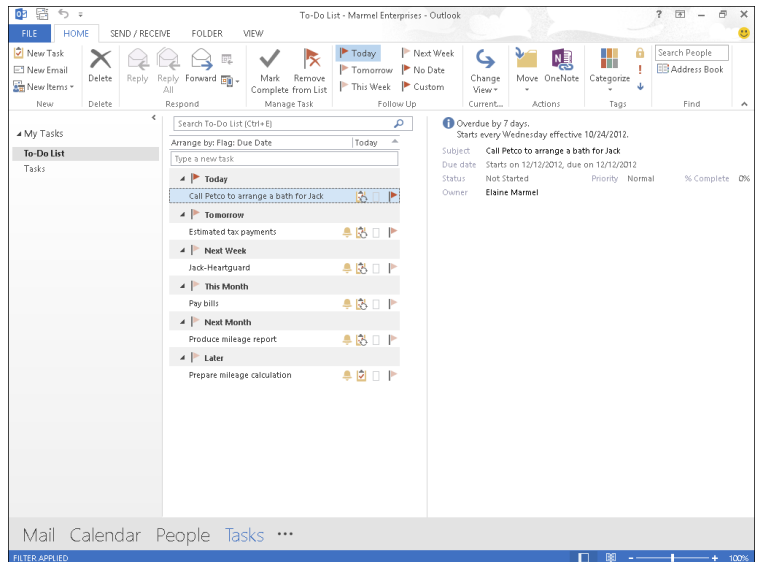 To-Do List - Marmel Enterprises - Outlook
FILE HOME SEND / RECEIVE FOLDER VIEW
New Task
New Email
New Items
Delete
Reply
Reply All
Forward
Mark Complete
Remove from List
Today
Tomorrow
This Week
Next Week
No Date
Custom
Change View
Move
OneNote
Categorize
Search People
Address Book
New Delete Respond Manage Task Follow Up Current... Actions Tags Find
My Tasks
To-Do List
Tasks
Search To-Do List (Ctrl+E)
Arrange by: Flag: Due Date Today
Type a new task
Today
Call Petco to arrange a bath for Jack
Tomorrow
Estimated tax payments
Next Week
Jack-Heartguard
This Month
Pay bills
Next Month
Produce mileage report
Later
Prepare mileage calculation
Overdue by 7 days.
Starts every Wednesday effective 10/24/2012.
Subject Call Petco to arrange a bath for Jack
Due date Starts on 12/12/2012, due on 12/12/2012
Status Not Started Priority Normal % Complete 0%
Owner Elaine Marmel
Mail Calendar People Tasks •••
FILTER APPLIED 100%